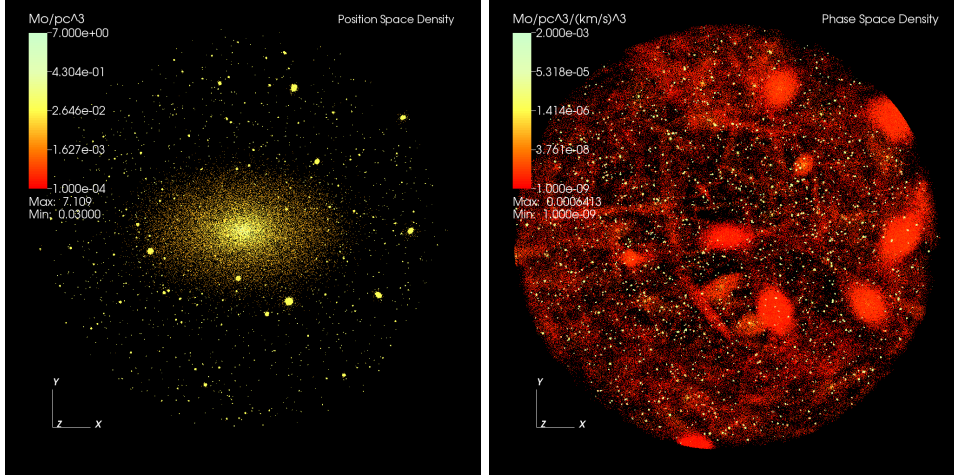 Mo/pc^3
Position Space Density
7.000e+00
4.304e-01
2.646e-02
1.627e-03
1.000e-04
Max: 7.109
Min: 0.03000
Y
Z
X
Mo/pc^3/(km/s)^3
Phase Space Density
2.000e-03
5.318e-05
1.414e-06
3.761e-08
1.000e-09
Max: 0.0006413
Min: 1.000e-09
Y
Z
X